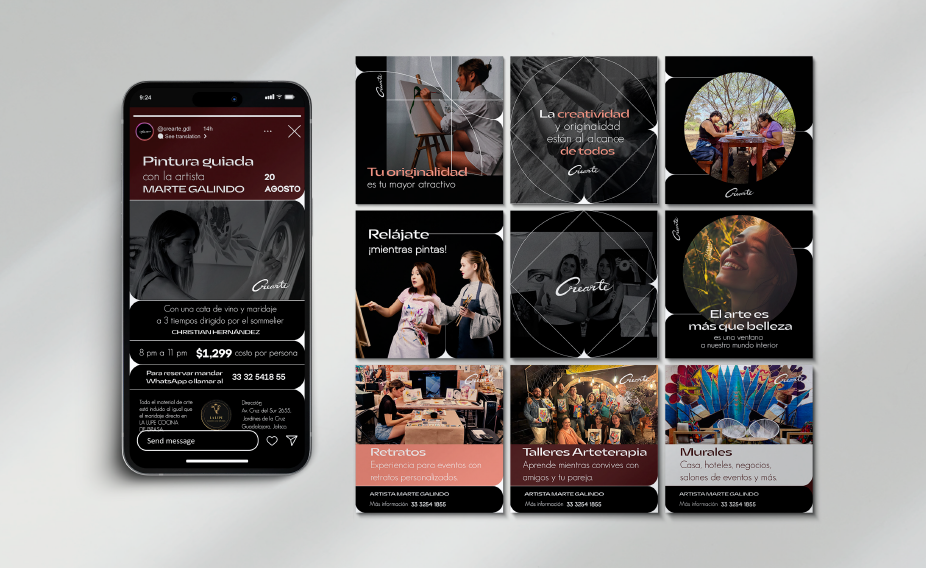 9:24
@crearte.gdl 14h
See translation >
Pintura guiada
con la artista
MARTE GALINDO
20
AGOSTO
Crearte
Con una cata de vino y maridaje
a 3 tiempos dirigido por el sommelier
CHRISTIAN HERNÁNDEZ
8 pm a 11 pm $1,299 costo por persona
Para reservar mandar
WhatsApp o llamar al
33 32 5418 55
Todo el material de arte
está incluido al igual que
el maridaje directo en
LA LUPE COCINA
DE BRASA
Dirección:
Av. Cruz del Sur 2655,
Jardines de la Cruz
Guadalajara, Jalisco.
Send message
Crearte
Tu originalidad
es tu mayor atractivo
La creatividad
y originalidad
están al alcance
de todos
Crearte
Crearte
Relájate
¡mientras pintas!
Crearte
Crearte
El arte es
más que belleza
es una ventana
a nuestro mundo interior
Retratos
Experiencia para eventos con
retratos personalizados.
ARTISTA MARTE GALINDO
Más información 33 3254 1855
Crearte
Talleres Arteterapia
Aprende mientras convives con
amigos y tu pareja.
ARTISTA MARTE GALINDO
Más información 33 3254 1855
Crearte
Murales
Casa, hoteles, negocios,
salones de eventos y más.
ARTISTA MARTE GALINDO
Más información 33 3254 1855